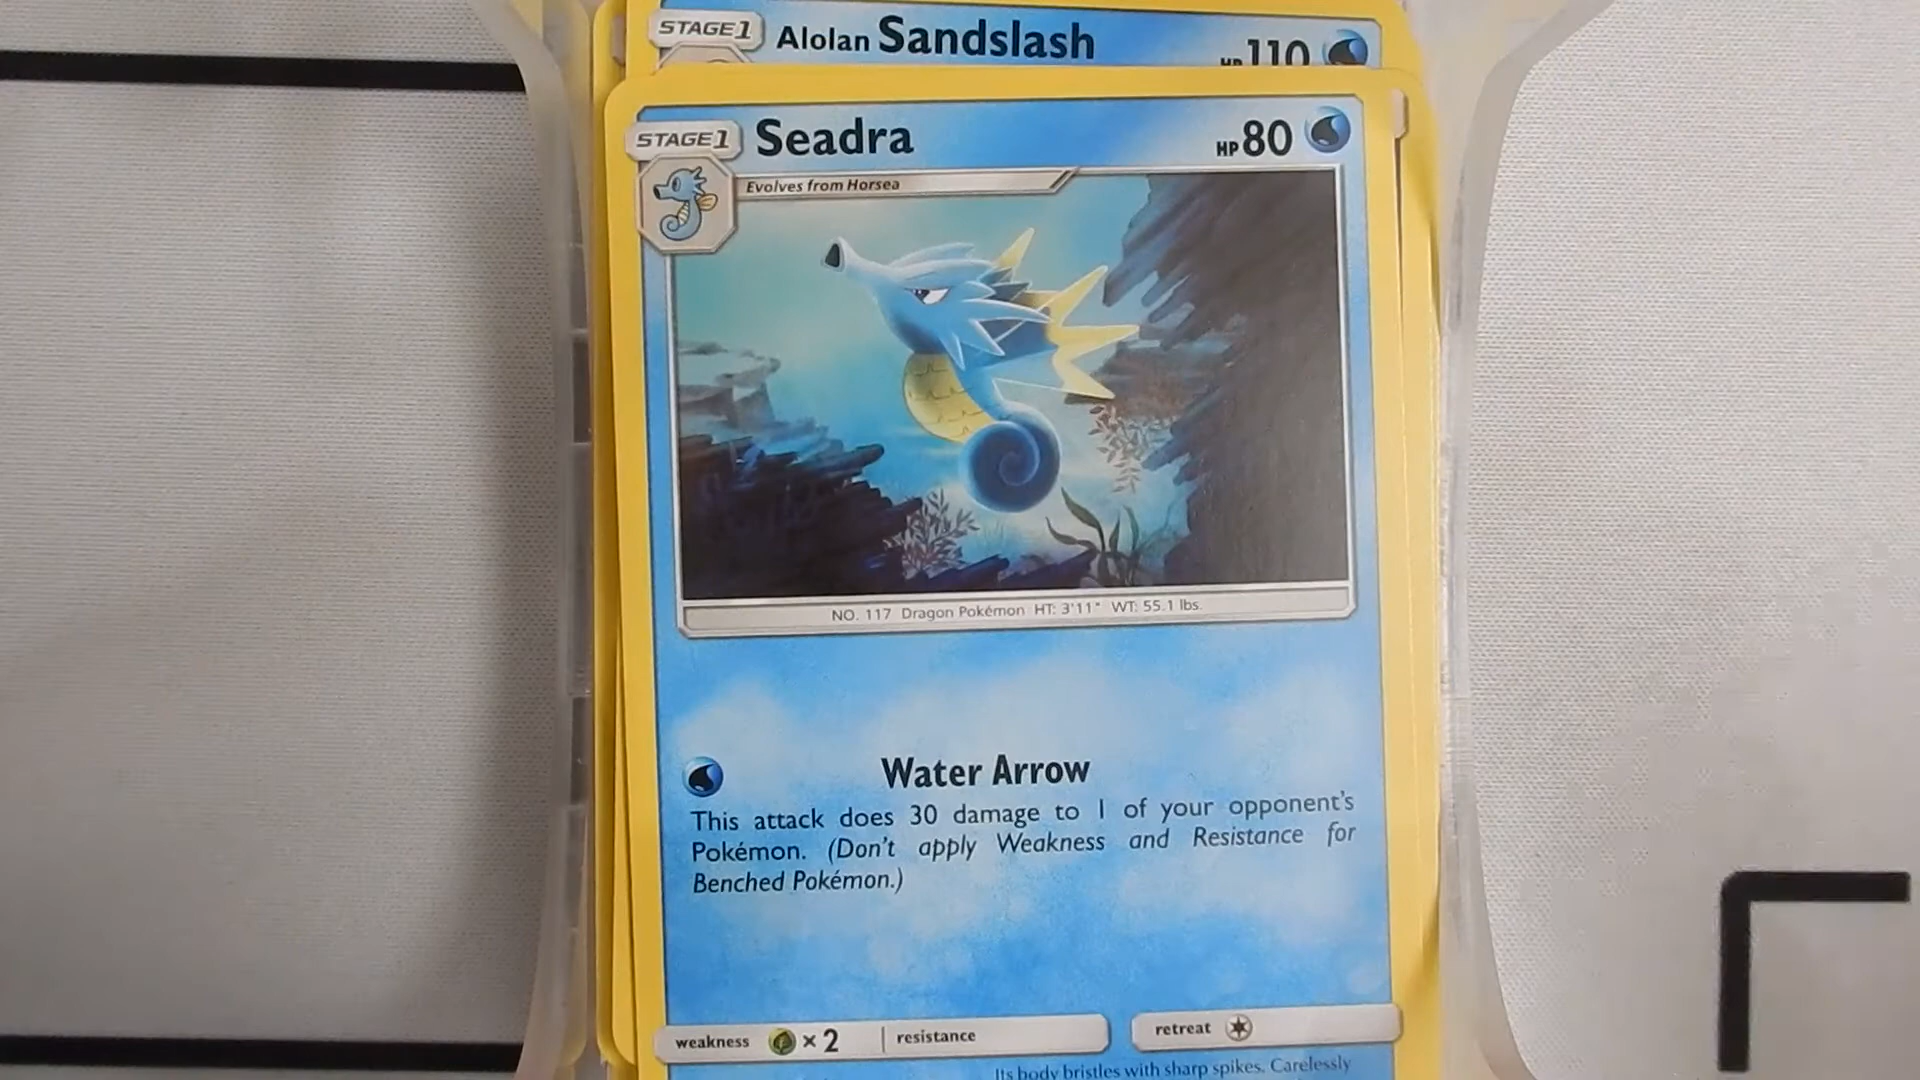 STAGE1 Alolan Sandslash HP 110
STAGE1 Seadra HP 80
Evolves from Horsea
NO. 117 Dragon Pokémon HT: 3'11" WT: 55.1 lbs.
Water Arrow
This attack does 30 damage to 1 of your opponent's
Pokémon. (Don't apply Weakness and Resistance for
Benched Pokémon.)
weakness ×2 resistance retreat
Its body bristles with sharp spikes. Carelessly